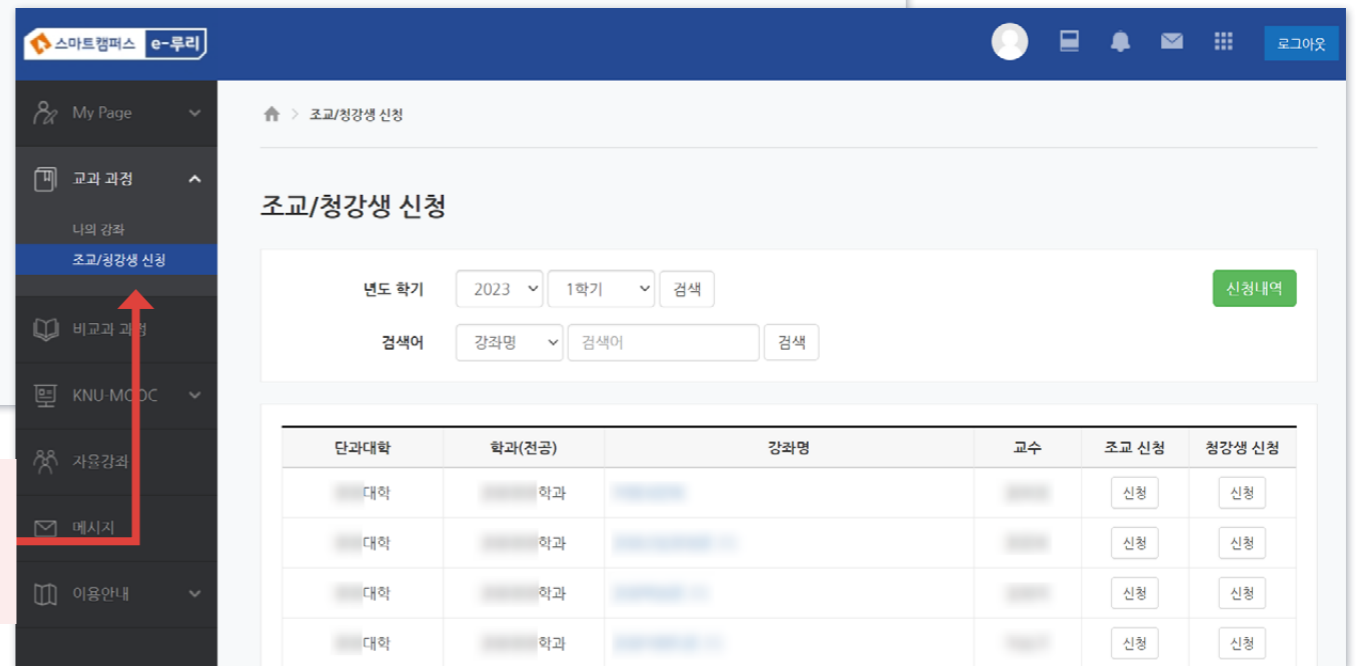 스마트캠퍼스 e-루리
로그아웃
My Page
교과 과정
나의 강좌
조교/청강생 신청
비교과 과정
KNU-MOOC
자율강좌
메시지
이용안내
조교/청강생 신청
조교/청강생 신청
년도 학기 2023 1학기 검색 신청내역
검색어 강좌명 검색어 검색
단과대학 학과(전공) 강좌명 교수 조교 신청 청강생 신청
대학 학과 신청 신청
대학 학과 신청 신청
대학 학과 신청 신청
대학 학과 신청 신청